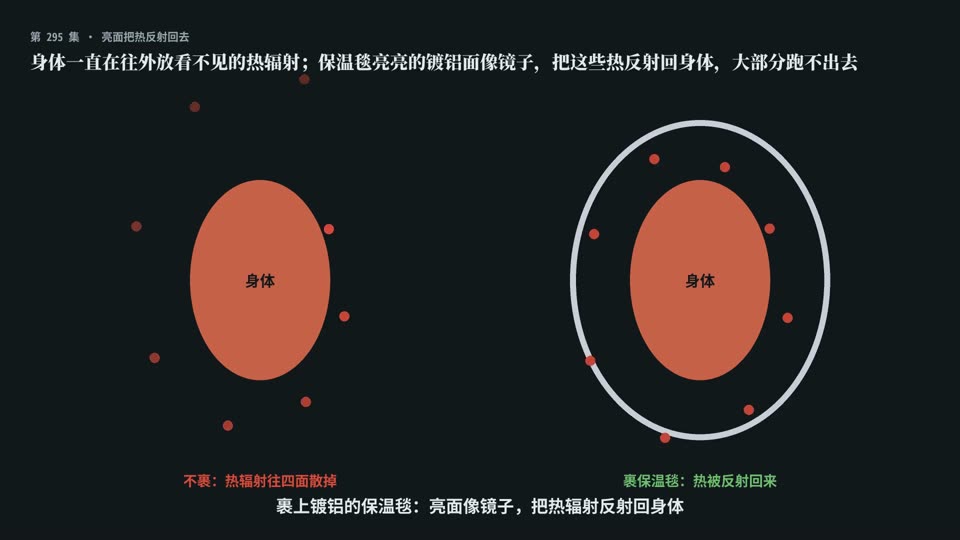 第 295 集 · 亮面把热反射回去
身体一直在往外放看不见的热辐射；保温毯亮亮的镀铝面像镜子，把这些热反射回身体，大部分跑不出去
身体
身体
不裹：热辐射往四面散掉
裹保温毯：热被反射回来
裹上镀铝的保温毯：亮面像镜子，把热辐射反射回身体